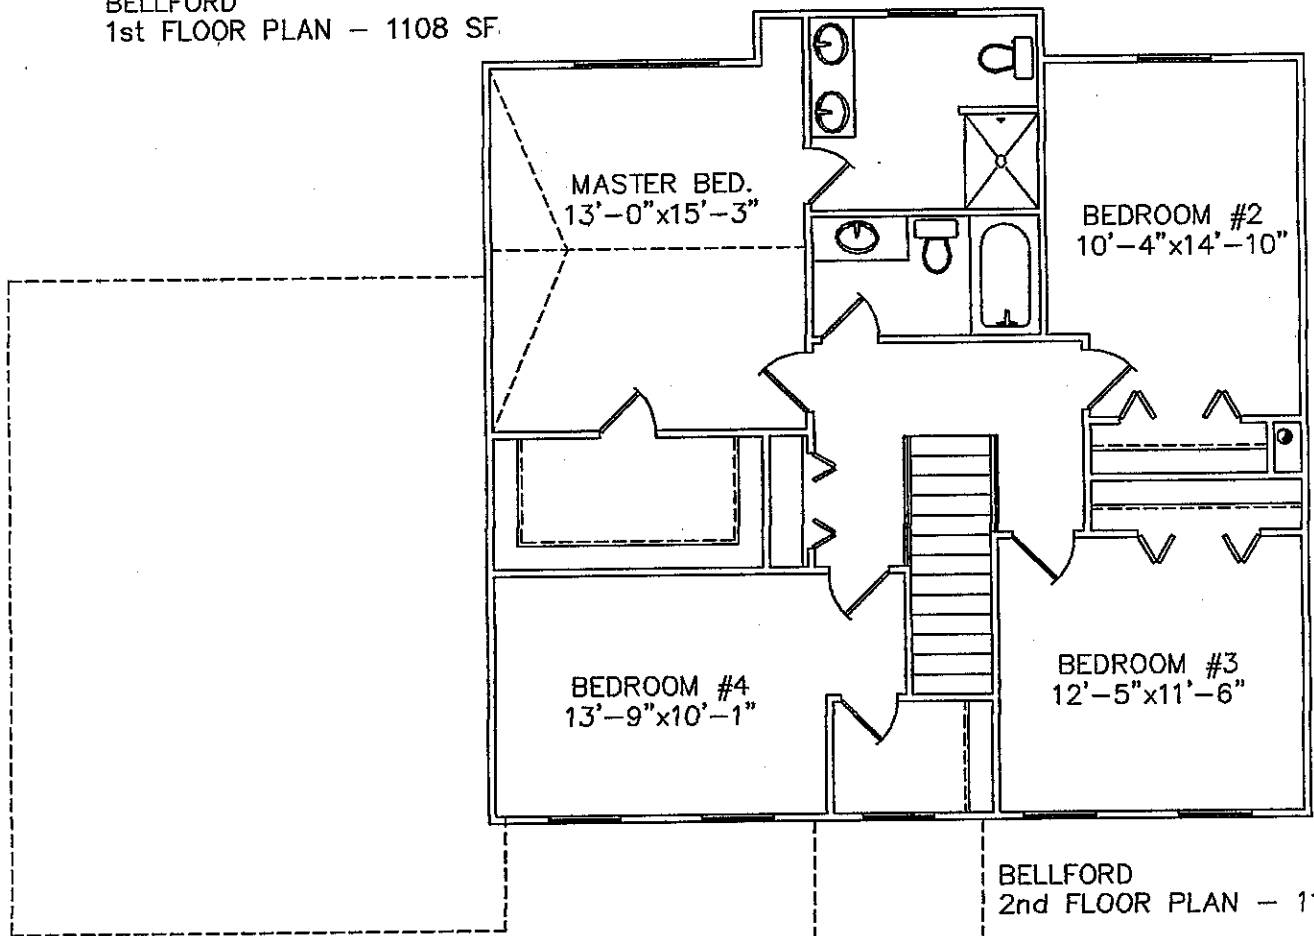 BELLFORD
1st FLOOR PLAN – 1108 SF.
MASTER BED.
13'–0"x15'–3"
BEDROOM #2
10'–4"x14'–10"
BEDROOM #4
13'–9"x10'–1"
BEDROOM #3
12'–5"x11'–6"
BELLFORD
2nd FLOOR PLAN –